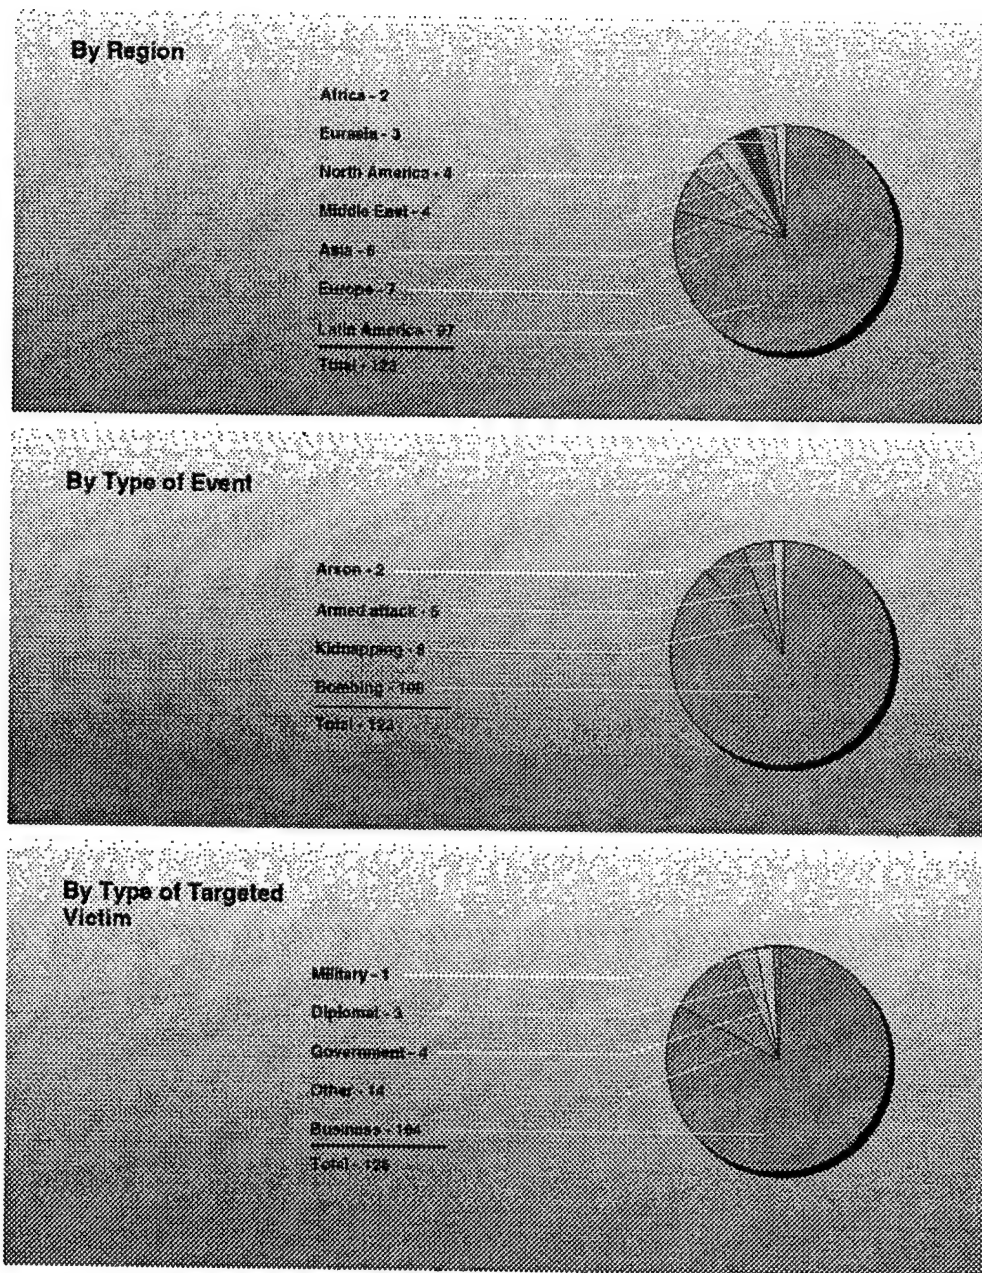 By Region
Africa - 2
Eurasia - 3
North America - 4
Middle East - 4
Asia - 6
Europe - 7
Latin America - 97
Total - 123
By Type of Event
Arson - 2
Armed attack - 5
Kidnapping - 8
Bombing - 108
Total - 123
By Type of Targeted
Victim
Military - 1
Diplomat - 3
Government - 4
Other - 14
Business - 104
Total - 126